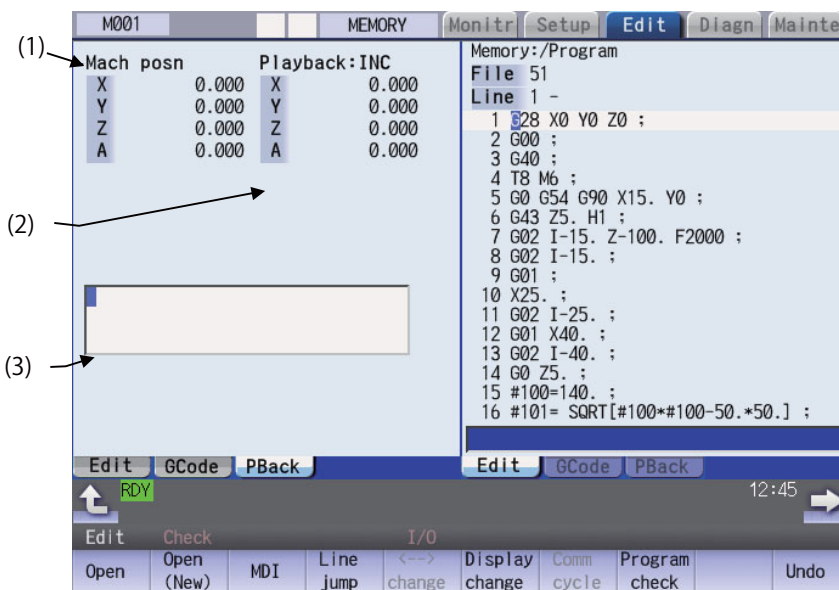 M001 MEMORY Monitr Setup Edit Diagn Mainte
(1)
Mach posn Playback:INC
X 0.000 X 0.000
Y 0.000 Y 0.000
Z 0.000 Z 0.000
A 0.000 A 0.000
(2)
(3)
Edit GCode PBack
Memory:/Program
File 51
Line 1 -
1 G28 X0 Y0 Z0 ;
2 G00 ;
3 G40 ;
4 T8 M6 ;
5 G0 G54 G90 X15. Y0 ;
6 G43 Z5. H1 ;
7 G02 I-15. Z-100. F2000 ;
8 G02 I-15. ;
9 G01 ;
10 X25. ;
11 G02 I-25. ;
12 G01 X40. ;
13 G02 I-40. ;
14 G0 Z5. ;
15 #100=140. ;
16 #101= SQRT[#100*#100-50.*50.] ;
Edit GCode PBack
RDY 12:45
Edit Check I/O
Open
Open
(New)
MDI
Line
jump
<-->
change
Display
change
Comm
cycle
Program
check
Undo